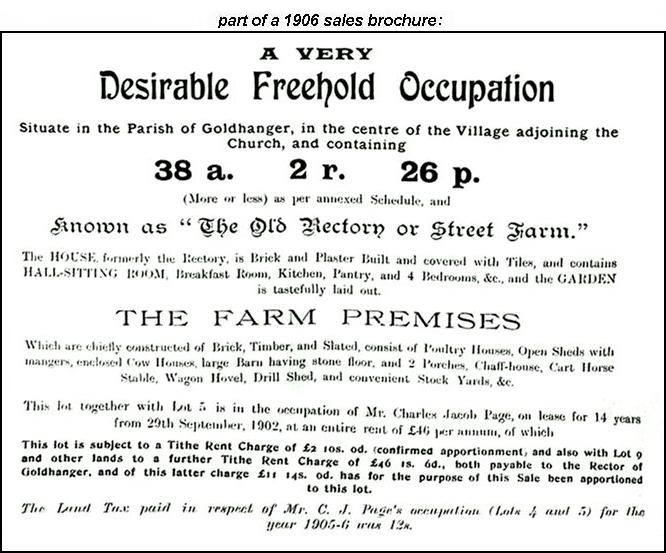 part of a 1906 sales brochure:
A VERY
Desirable Freehold Occupation
Situate in the Parish of Goldhanger, in the centre of the Village adjoining the
Church, and containing
38 a. 2 r. 26 p.
(More or less) as per annexed Schedule, and
Known as "The Old Rectory or Street Farm."
The HOUSE, formerly the Rectory, is Brick and Plaster Built and covered with Tiles, and contains
HALL-SITTING ROOM, Breakfast Room, Kitchen, Pantry, and 4 Bedrooms, &c., and the GARDEN
is tastefully laid out.
THE FARM PREMISES
Which are chiefly constructed of Brick, Timber, and Slated, consist of Poultry Houses, Open Sheds with
mangers, enclosed Cow Houses, large Barn having stone floor, and 2 Porches, Chaff-house, Cart Horse
Stable, Wagon Hovel, Drill Shed, and convenient Stock Yards, &c.
This lot together with Lot 5 is in the occupation of Mr. Charles Jacob Page, on lease for 14 years
from 29th September, 1902, at an entire rent of £46 per annum, of which
This lot is subject to a Tithe Rent Charge of £2 10s. 0d. (confirmed apportionment) and also with Lot 9
and other lands to a further Tithe Rent Charge of £46 1s. 6d., both payable to the Rector of
Goldhanger, and of this latter charge £11 14s. 0d. has for the purpose of this Sale been apportioned
to this lot.
The Land Tax paid in respect of Mr. C. J. Page's occupation (Lots 4 and 5) for the
year 1905-6 was 12s.